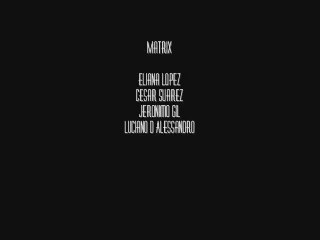 MATRIX
ELIANA LOPEZ
CESAR SUAREZ
JERONIMO GIL
LUCIANO D ALESSANDRO